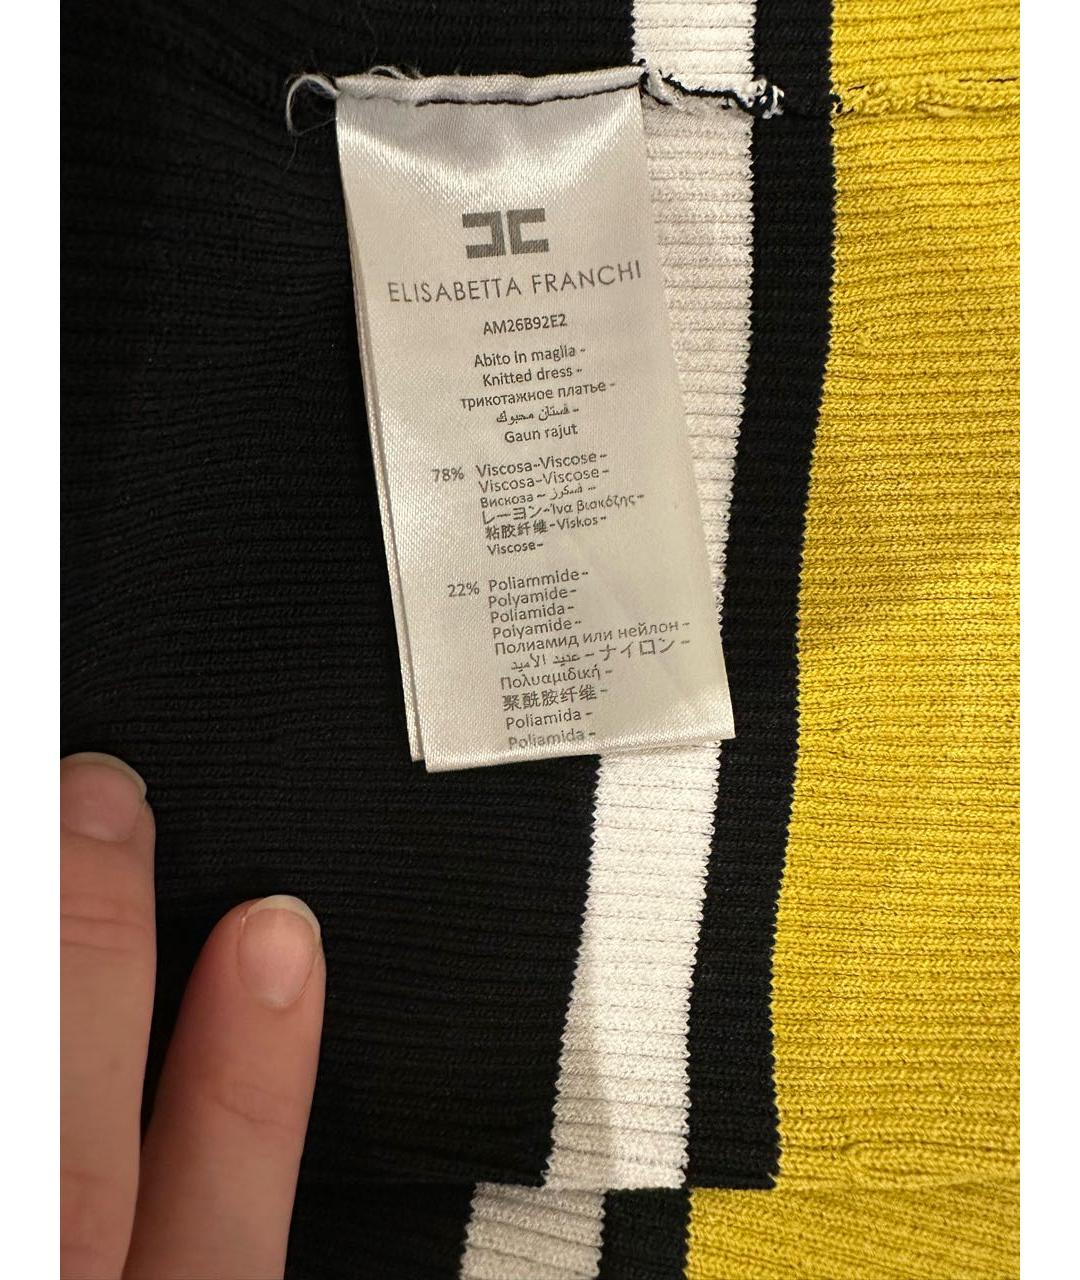 ELISABETTA FRANCHI
AM26B92E2
Abito in maglia -
Knitted dress -
трикотажное платье -
فستان محبوك -
Gaun rajut
78% Viscosa-Viscose -
Viscosa-Viscose -
Вискоза - فسكرز -
レーヨン-Ίνα βισκόζης-
粘胶纤维-Viskos-
Viscose-
22% Poliammide-
Polyamide-
Poliamida-
Polyamide-
Полиамид или нейлон -
عديد الأميد - ナイロン -
Πολυαμιδική -
聚酰胺纤维 -
Poliamida -
Poliamida -